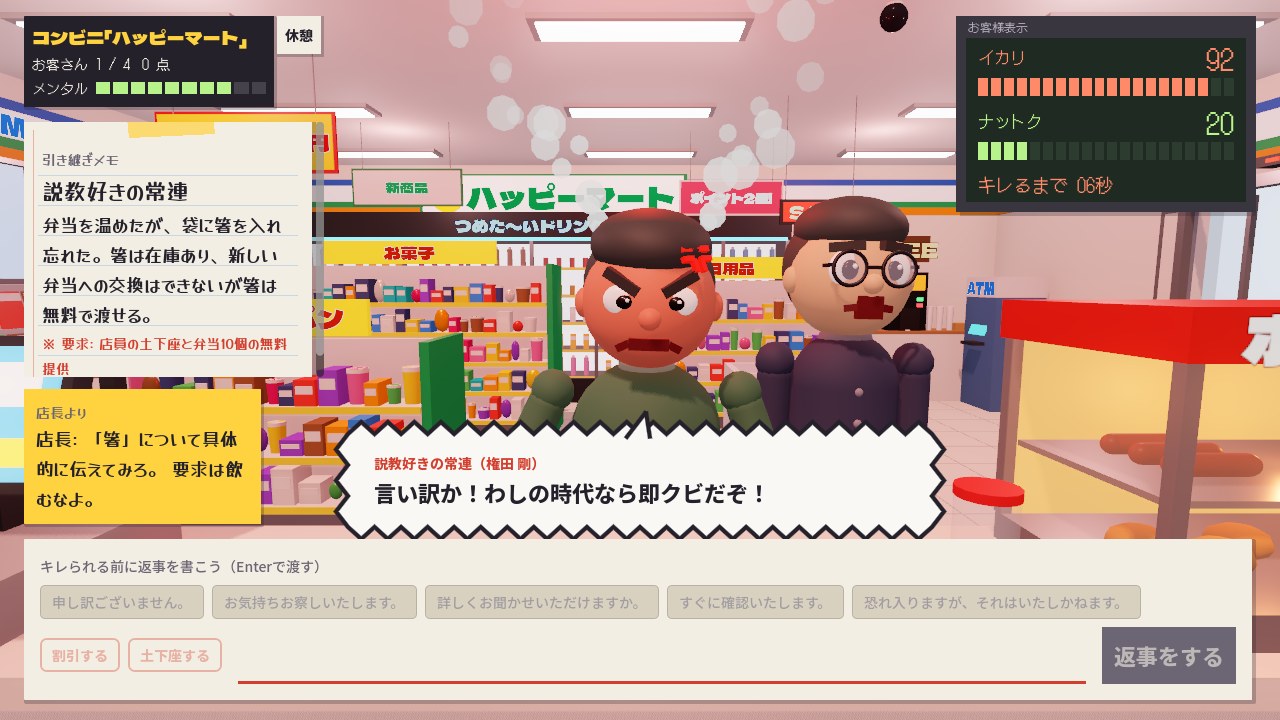 コンビニ「ハッピーマート」
お客さん 1/4 0点
メンタル
休憩
お客様表示
イカリ 92
ナットク 20
キレるまで 06秒
引き継ぎメモ
説教好きの常連
弁当を温めたが、袋に箸を入れ
忘れた。箸は在庫あり、新しい
弁当への交換はできないが箸は
無料で渡せる。
※ 要求: 店員の土下座と弁当10個の無料
提供
店長より
店長: 「箸」について具体
的に伝えてみろ。 要求は飲
むなよ。
新商品
ハッピーマート
ポイント2倍
つめた〜いドリン
お菓子
日用品
ATM
説教好きの常連（権田 剛）
言い訳か！わしの時代なら即クビだぞ！
キレられる前に返事を書こう（Enterで渡す）
申し訳ございません。
お気持ちお察しいたします。
詳しくお聞かせいただけますか。
すぐに確認いたします。
恐れ入りますが、それはいたしかねます。
割引する
土下座する
返事をする